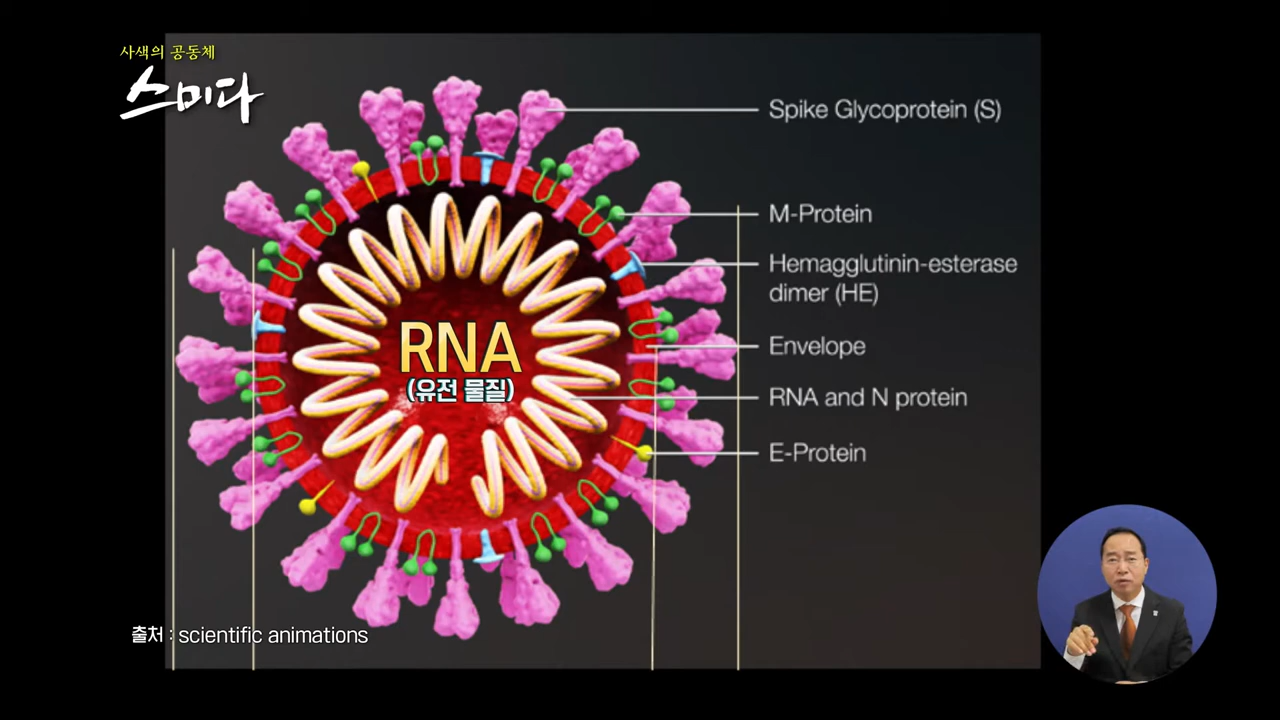 사색의 공동체
스미다
Spike Glycoprotein (S)
M-Protein
Hemagglutinin-esterase
dimer (HE)
Envelope
RNA and N protein
E-Protein
RNA
(유전 물질)
출처 : scientific animations